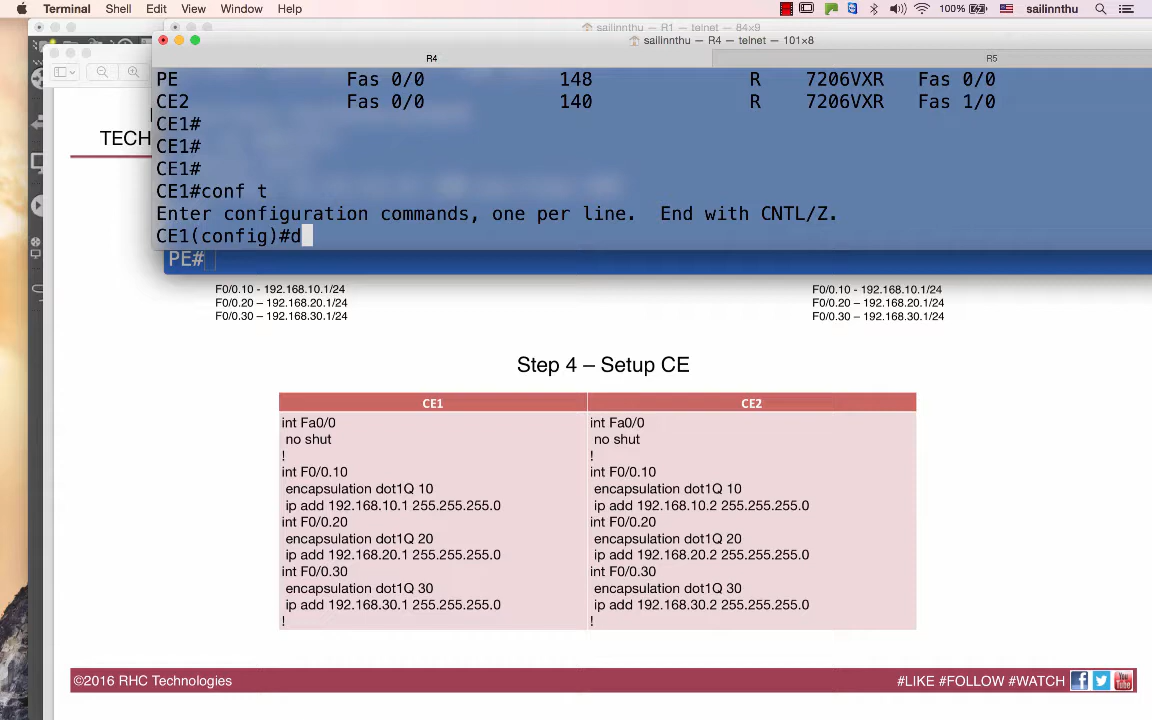 Terminal Shell Edit View Window Help 100% sailinnthu
sailinnthu — R1 — telnet — 84×9
sailinnthu — R4 — telnet — 101×8
R4 R5
PE Fas 0/0 148 R 7206VXR Fas 0/0
CE2 Fas 0/0 140 R 7206VXR Fas 1/0
CE1#
CE1#
CE1#
CE1#conf t
Enter configuration commands, one per line. End with CNTL/Z.
CE1(config)#d
PE#
TECH
F0/0.10 - 192.168.10.1/24
F0/0.20 – 192.168.20.1/24
F0/0.30 – 192.168.30.1/24
F0/0.10 - 192.168.10.1/24
F0/0.20 – 192.168.20.1/24
F0/0.30 – 192.168.30.1/24
Step 4 – Setup CE
CE1
int Fa0/0
no shut
!
int F0/0.10
encapsulation dot1Q 10
ip add 192.168.10.1 255.255.255.0
int F0/0.20
encapsulation dot1Q 20
ip add 192.168.20.1 255.255.255.0
int F0/0.30
encapsulation dot1Q 30
ip add 192.168.30.1 255.255.255.0
!
CE2
int Fa0/0
no shut
!
int F0/0.10
encapsulation dot1Q 10
ip add 192.168.10.2 255.255.255.0
int F0/0.20
encapsulation dot1Q 20
ip add 192.168.20.2 255.255.255.0
int F0/0.30
encapsulation dot1Q 30
ip add 192.168.30.2 255.255.255.0
!
©2016 RHC Technologies
#LIKE #FOLLOW #WATCH